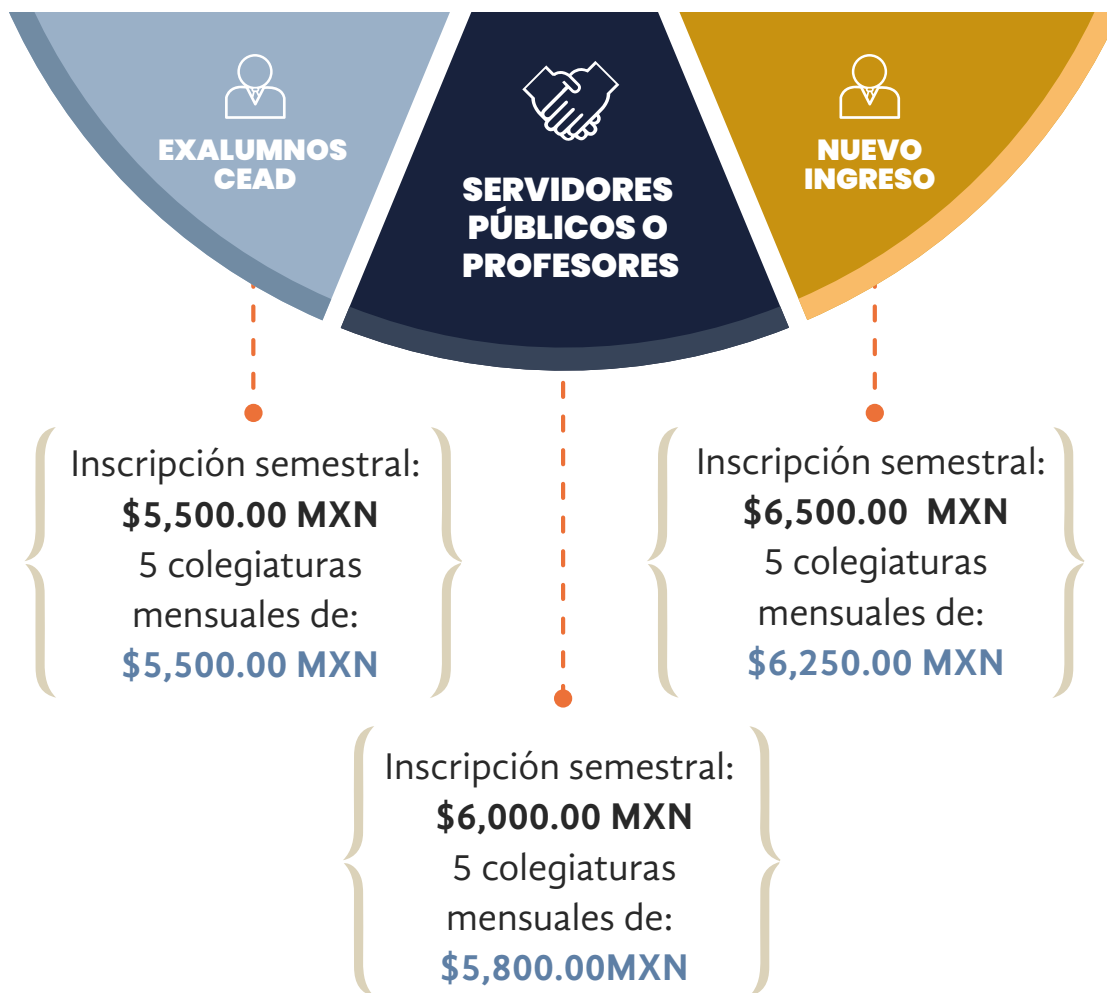 EXALUMNOS
CEAD
SERVIDORES
PÚBLICOS O
PROFESORES
NUEVO
INGRESO
Inscripción semestral:
$5,500.00 MXN
5 colegiaturas
mensuales de:
$5,500.00 MXN
Inscripción semestral:
$6,500.00  MXN
5 colegiaturas
mensuales de:
$6,250.00 MXN
Inscripción semestral:
$6,000.00 MXN
5 colegiaturas
mensuales de:
$5,800.00MXN